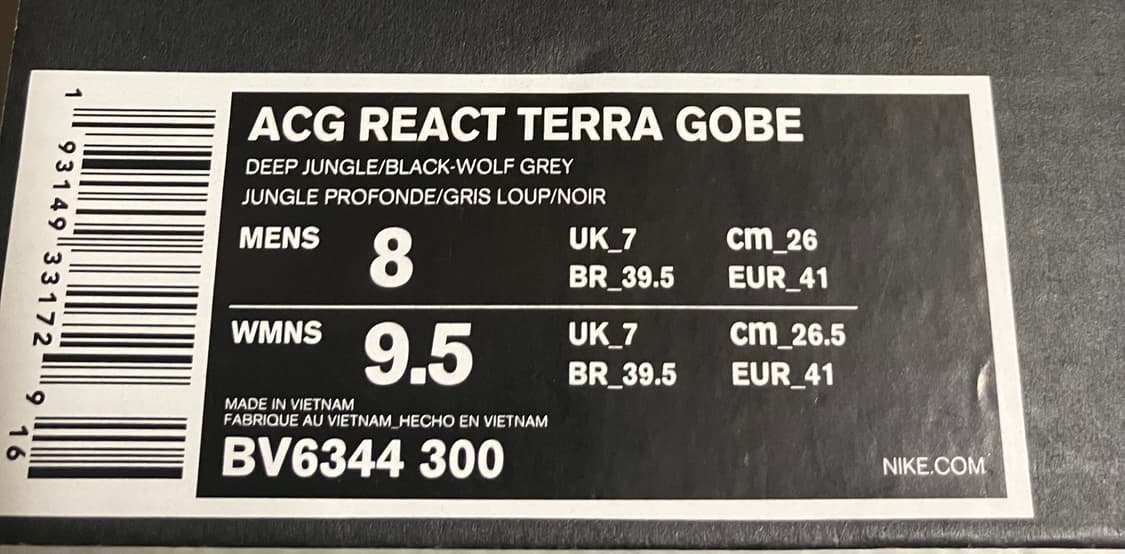 1 93149 33172 9 16
ACG REACT TERRA GOBE
DEEP JUNGLE/BLACK-WOLF GREY
JUNGLE PROFONDE/GRIS LOUP/NOIR
MENS 8 UK_7 cm_26
BR_39.5 EUR_41
WMNS 9.5 UK_7 cm_26.5
BR_39.5 EUR_41
MADE IN VIETNAM
FABRIQUE AU VIETNAM_HECHO EN VIETNAM
BV6344 300 NIKE.COM